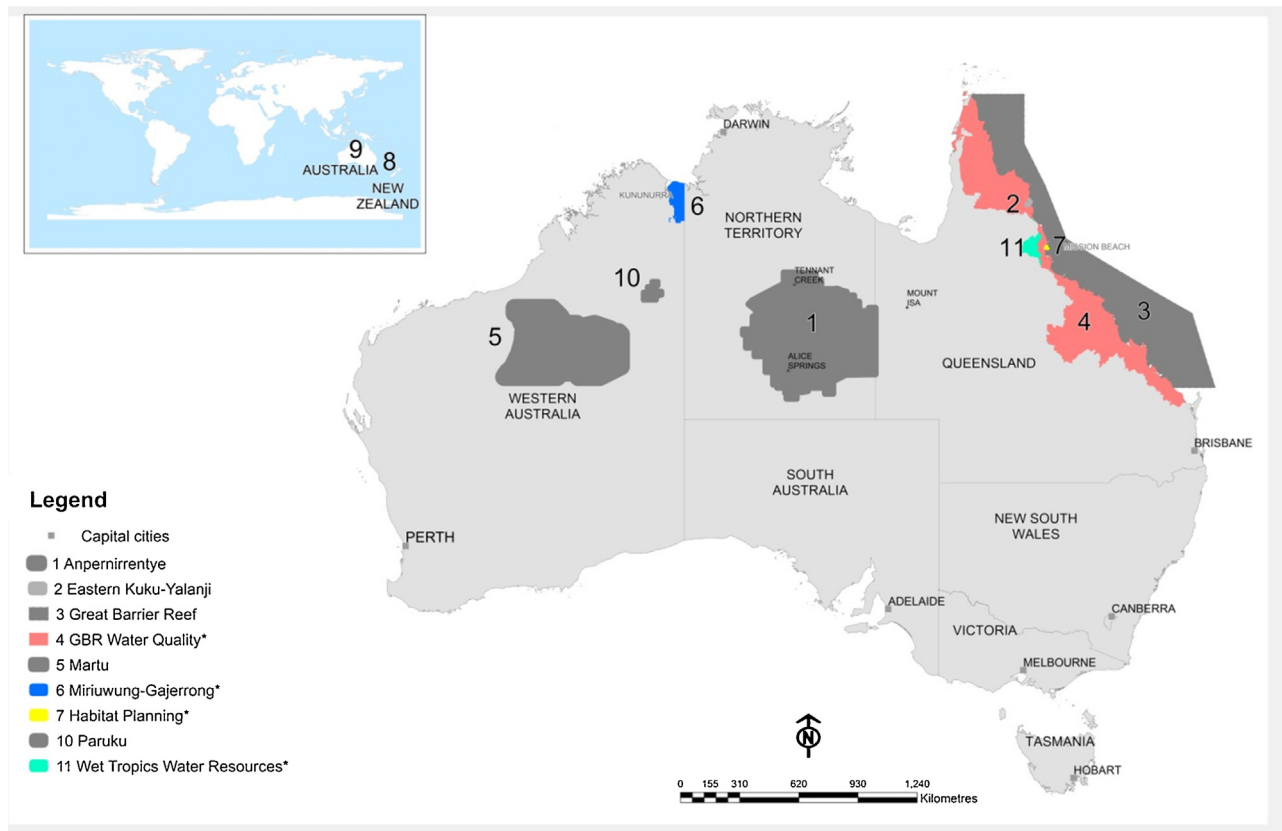 9
8
AUSTRALIA
NEW
ZEALAND
DARWIN
KUNUNURRA
6
2
NORTHERN
TERRITORY
11
7
MISSION BEACH
10
TENNANT
CREEK
MOUNT
ISA
5
1
4
3
ALICE
SPRINGS
QUEENSLAND
WESTERN
AUSTRALIA
BRISBANE
SOUTH
AUSTRALIA
NEW SOUTH
WALES
PERTH
ADELAIDE
CANBERRA
VICTORIA
MELBOURNE
TASMANIA
HOBART
Legend
Capital cities
1 Anpernirrentye
2 Eastern Kuku-Yalanji
3 Great Barrier Reef
4 GBR Water Quality*
5 Martu
6 Miriuwung-Gajerrong*
7 Habitat Planning*
10 Paruku
11 Wet Tropics Water Resources*
N
0 155 310 620 930 1,240
Kilometres